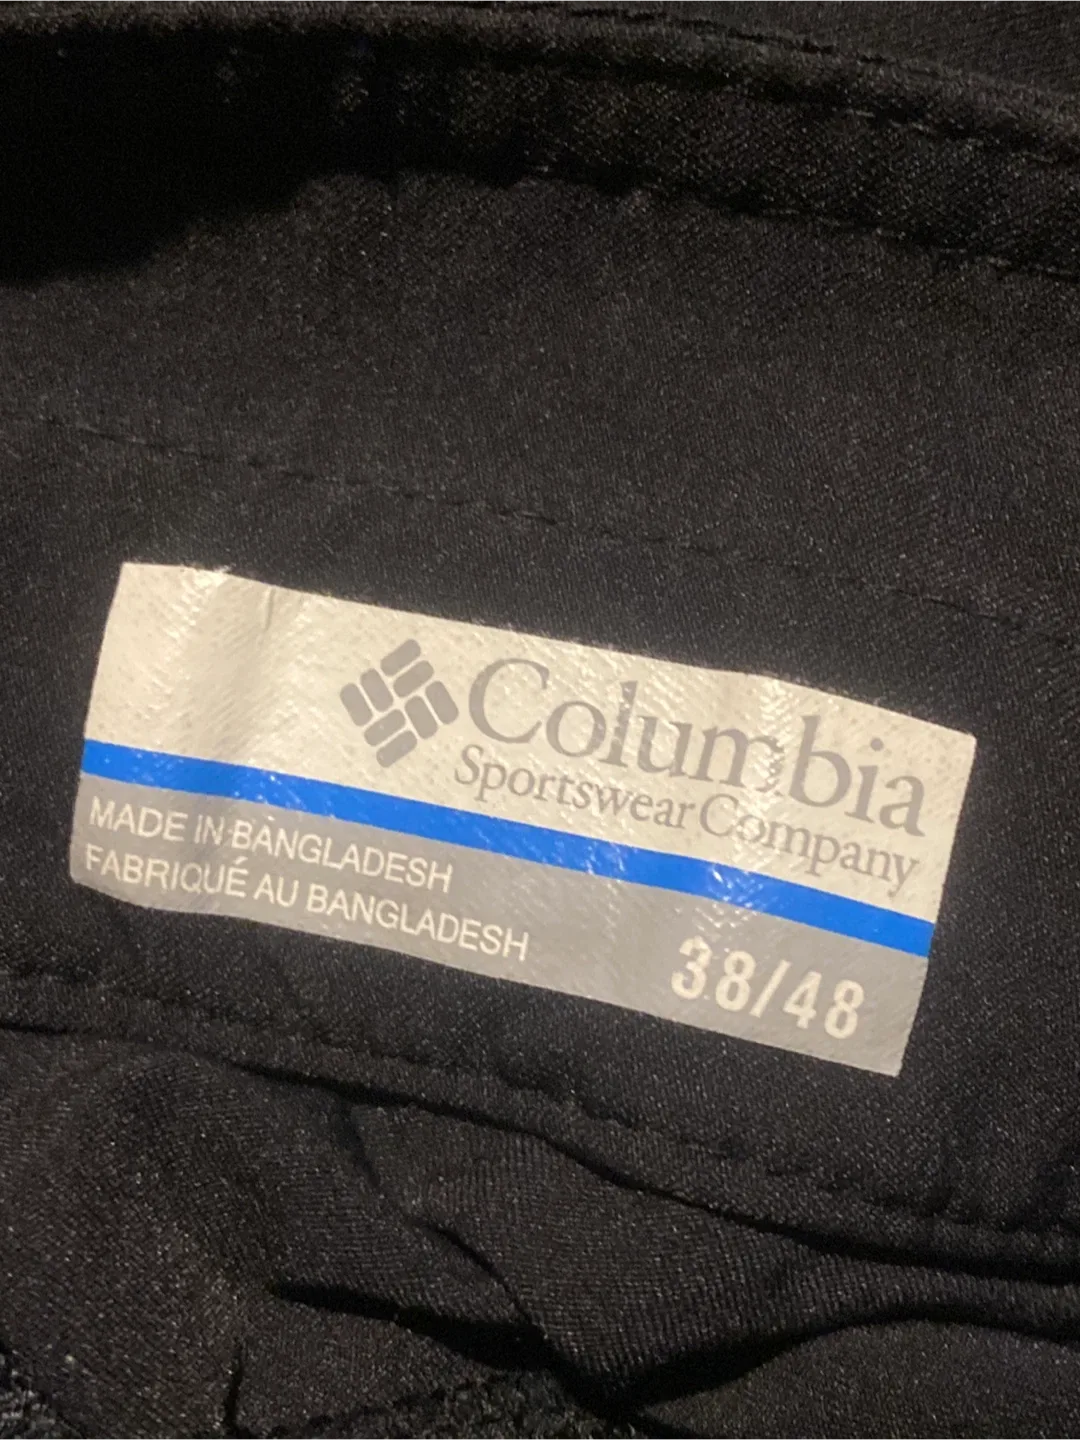 Columbia
Sportswear Company
MADE IN BANGLADESH
FABRIQUÉ AU BANGLADESH
38/48